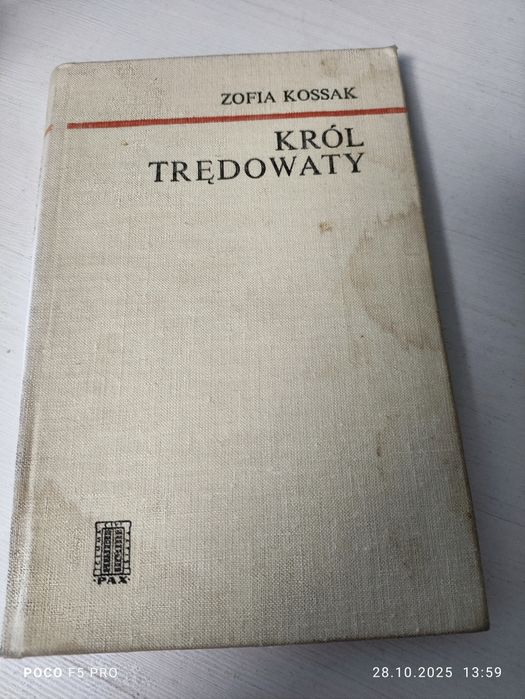 ZOFIA KOSSAK
KRÓL
TRĘDOWATY
PAX
POCO F5 PRO
28.10.2025 13:59